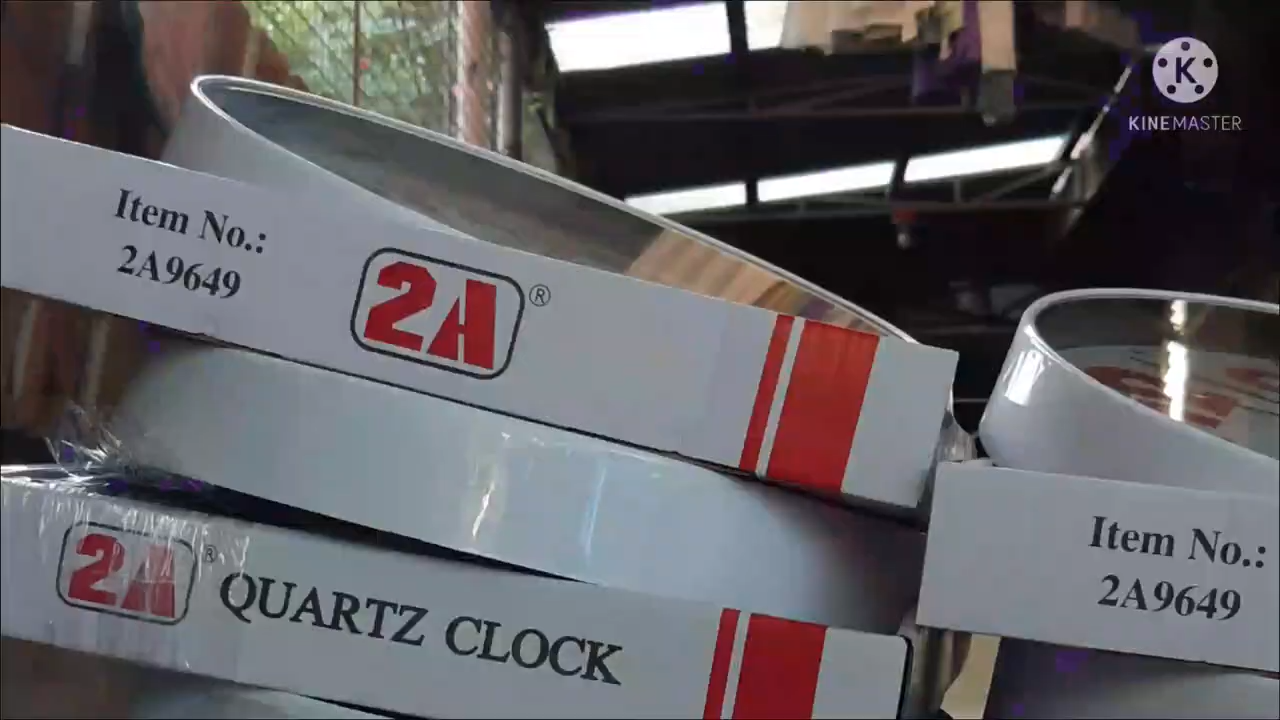 K
KINEMASTER
Item No.:
2A9649
2A®
2A®
QUARTZ CLOCK
Item No.:
2A9649